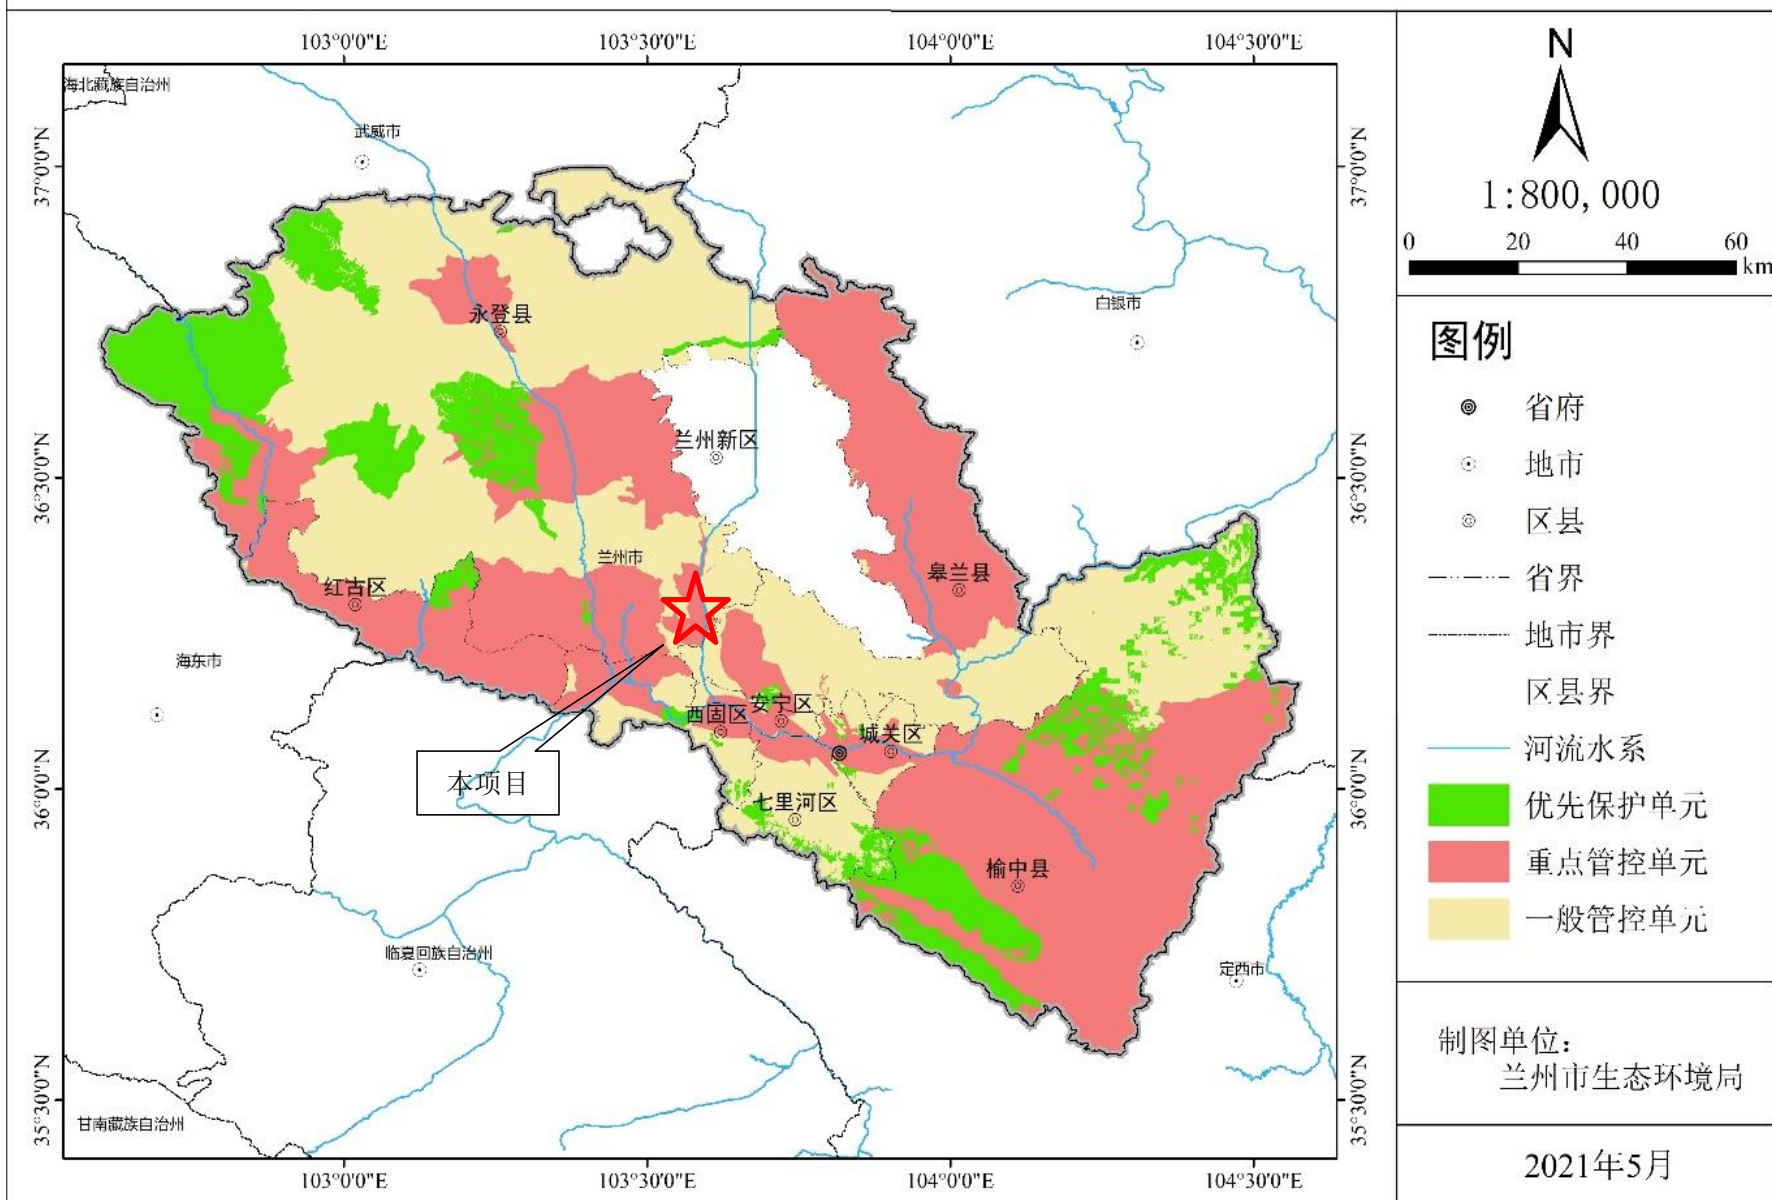 103°0'0"E
103°30'0"E
104°0'0"E
104°30'0"E
37°0'0"N
36°30'0"N
36°0'0"N
35°30'0"N
海北藏族自治州
武威市
永登县
白银市
兰州新区
兰州市
皋兰县
红古区
海东市
安宁区
西固区
城关区
本项目
七里河区
榆中县
临夏回族自治州
定西市
甘南藏族自治州
37°0'0"N
36°30'0"N
36°0'0"N
35°30'0"N
103°0'0"E
103°30'0"E
104°0'0"E
104°30'0"E
N
1:800,000
0 20 40 60
km
图例
省府
地市
区县
省界
地市界
区县界
河流水系
优先保护单元
重点管控单元
一般管控单元
制图单位:
兰州市生态环境局
2021年5月